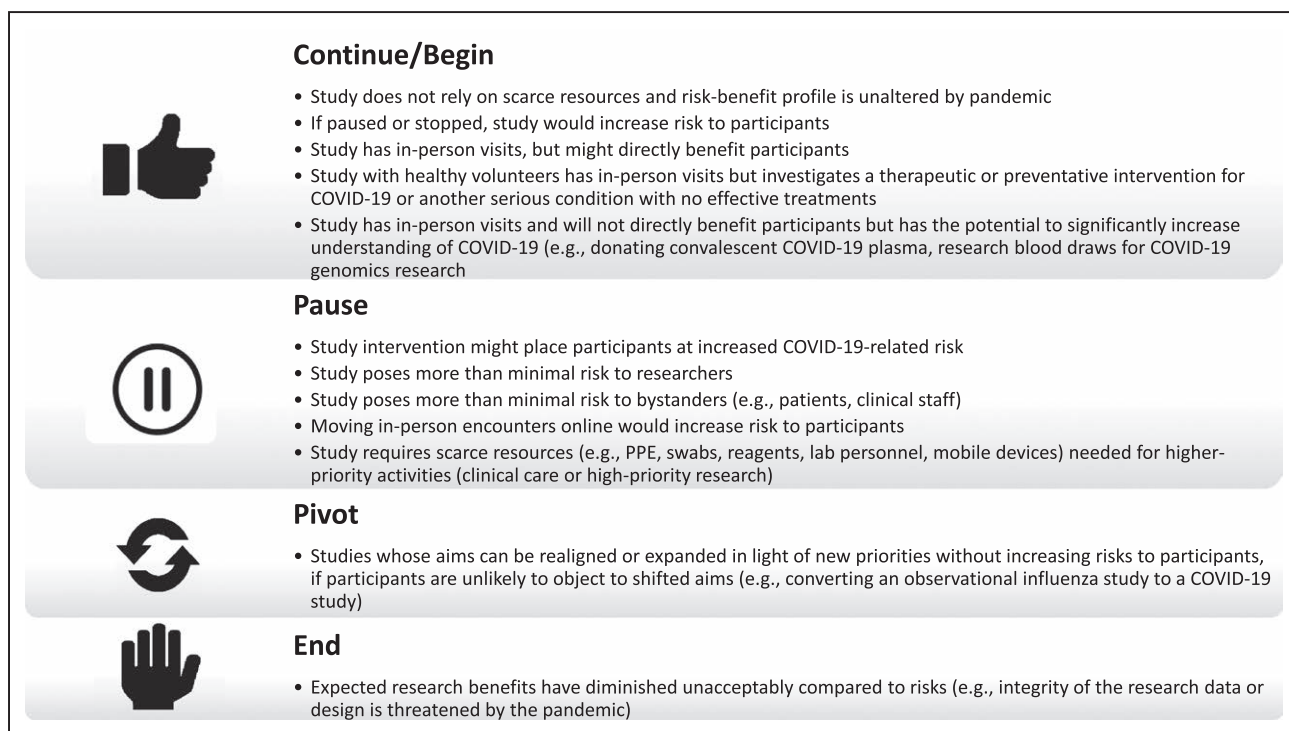 Continue/Begin
• Study does not rely on scarce resources and risk-benefit profile is unaltered by pandemic
• If paused or stopped, study would increase risk to participants
• Study has in-person visits, but might directly benefit participants
• Study with healthy volunteers has in-person visits but investigates a therapeutic or preventative intervention for
COVID-19 or another serious condition with no effective treatments
• Study has in-person visits and will not directly benefit participants but has the potential to significantly increase
understanding of COVID-19 (e.g., donating convalescent COVID-19 plasma, research blood draws for COVID-19
genomics research
Pause
• Study intervention might place participants at increased COVID-19-related risk
• Study poses more than minimal risk to researchers
• Study poses more than minimal risk to bystanders (e.g., patients, clinical staff)
• Moving in-person encounters online would increase risk to participants
• Study requires scarce resources (e.g., PPE, swabs, reagents, lab personnel, mobile devices) needed for higher-
priority activities (clinical care or high-priority research)
Pivot
• Studies whose aims can be realigned or expanded in light of new priorities without increasing risks to participants,
if participants are unlikely to object to shifted aims (e.g., converting an observational influenza study to a COVID-19
study)
End
• Expected research benefits have diminished unacceptably compared to risks (e.g., integrity of the research data or
design is threatened by the pandemic)